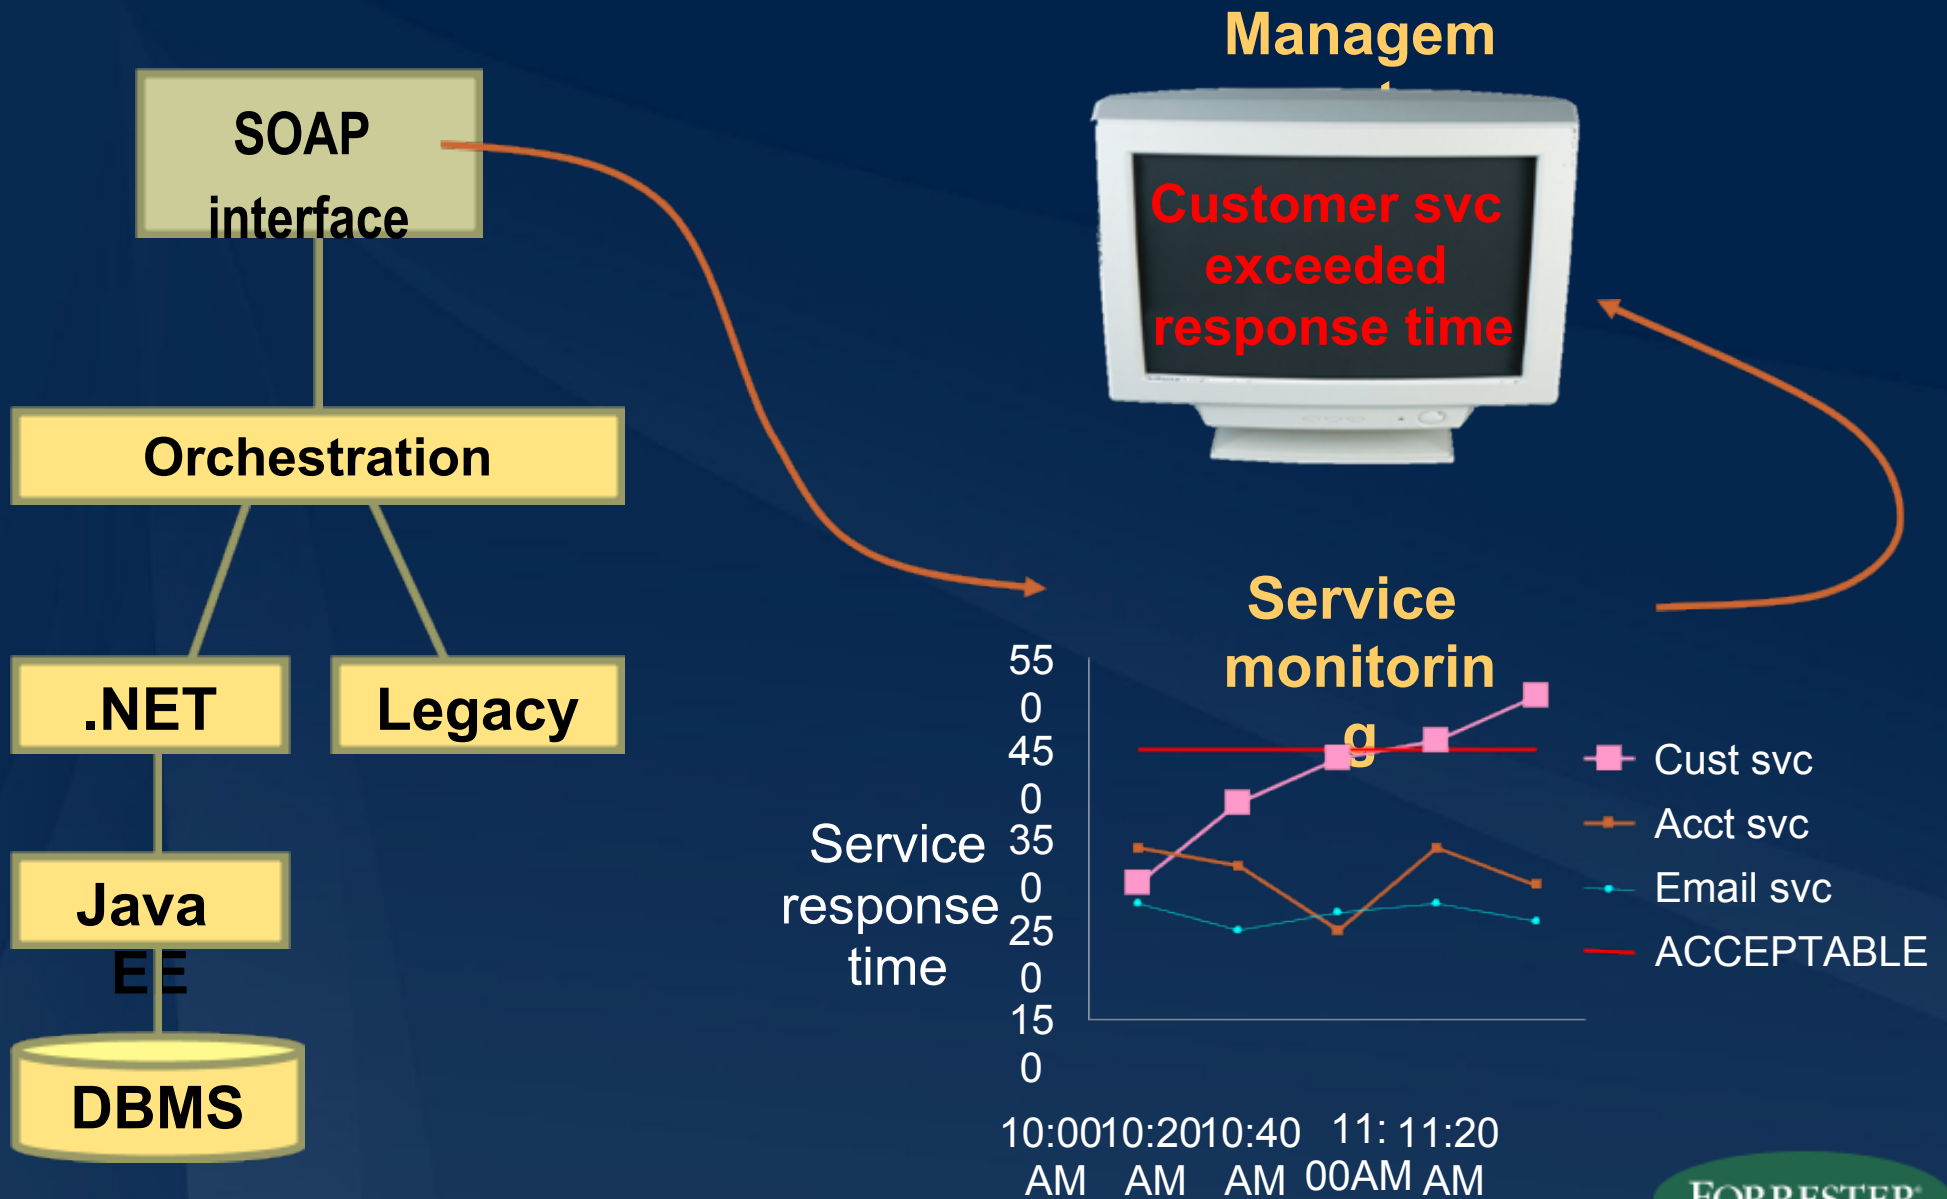 Managem
SOAP
interface
Customer svc
exceeded
response time
Orchestration
.NET
Legacy
Java
EE
DBMS
Service
monitorin
g
55
0
45
0
35
0
25
0
15
0
Service
response
time
10:00
AM
10:20
AM
10:40
AM
11:
00AM
11:20
AM
Cust svc
Acct svc
Email svc
ACCEPTABLE
FORRESTER